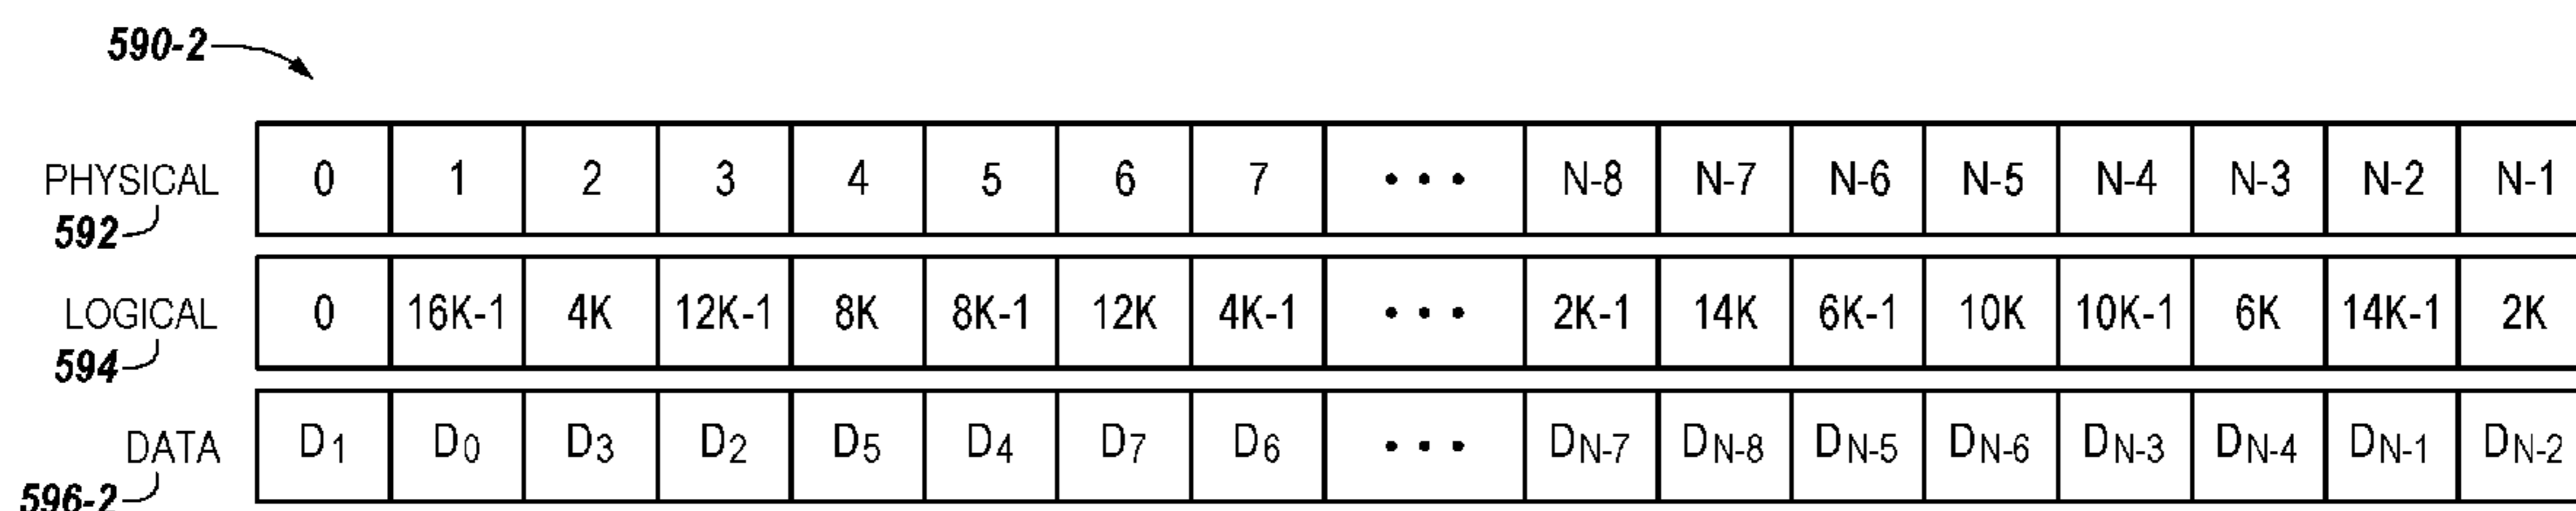 590-2
PHYSICAL 0 1 2 3 4 5 6 7 • • • N-8 N-7 N-6 N-5 N-4 N-3 N-2 N-1
592
LOGICAL 0 16K-1 4K 12K-1 8K 8K-1 12K 4K-1 • • • 2K-1 14K 6K-1 10K 10K-1 6K 14K-1 2K
594
DATA D1 D0 D3 D2 D5 D4 D7 D6 • • • DN-7 DN-8 DN-5 DN-6 DN-3 DN-4 DN-1 DN-2
596-2